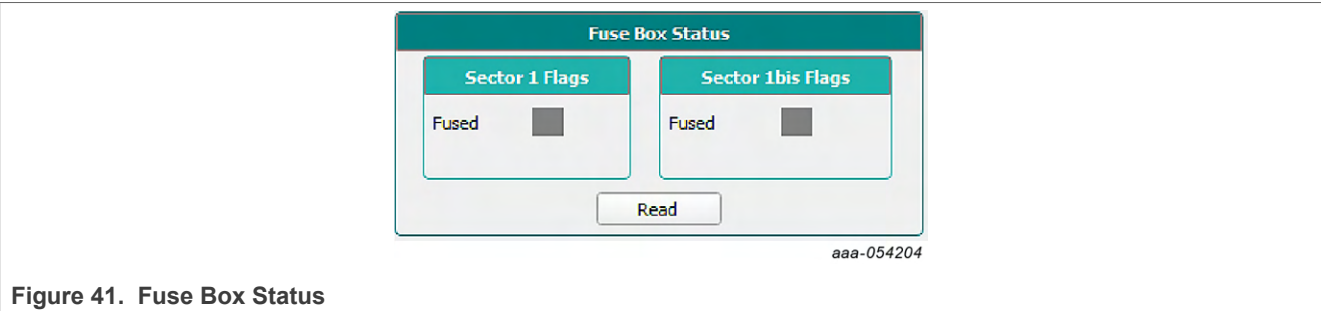 Fuse Box Status
Sector 1 Flags
Fused
Sector 1bis Flags
Fused
Read
aaa-054204
Figure 41. Fuse Box Status